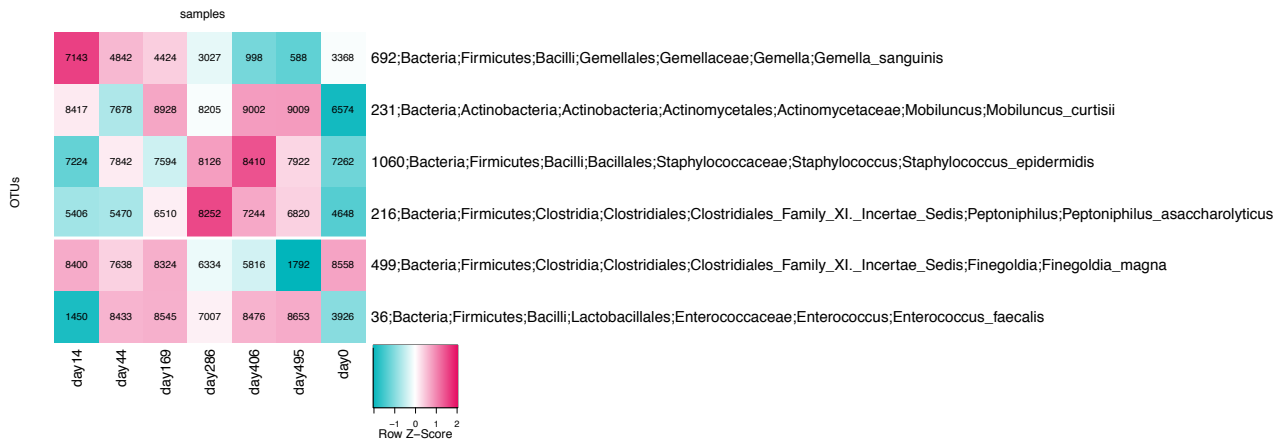 samples
7143 4842 4424 3027 998 588 3368 692;Bacteria;Firmicutes;Bacilli;Gemellales;Gemellaceae;Gemella;Gemella_sanguinis
8417 7678 8928 8205 9002 9009 6574 231;Bacteria;Actinobacteria;Actinobacteria;Actinomycetales;Actinomycetaceae;Mobiluncus;Mobiluncus_curtisii
7224 7842 7594 8126 8410 7922 7262 1060;Bacteria;Firmicutes;Bacilli;Bacillales;Staphylococcaceae;Staphylococcus;Staphylococcus_epidermidis
OTUs
5406 5470 6510 8252 7244 6820 4648 216;Bacteria;Firmicutes;Clostridia;Clostridiales;Clostridiales_Family_XI._Incertae_Sedis;Peptoniphilus;Peptoniphilus_asaccharolyticus
8400 7638 8324 6334 5816 1792 8558 499;Bacteria;Firmicutes;Clostridia;Clostridiales;Clostridiales_Family_XI._Incertae_Sedis;Finegoldia;Finegoldia_magna
1450 8433 8545 7007 8476 8653 3926 36;Bacteria;Firmicutes;Bacilli;Lactobacillales;Enterococcaceae;Enterococcus;Enterococcus_faecalis
day14 day44 day169 day286 day406 day495 day0
−1 0 1 2
Row Z−Score